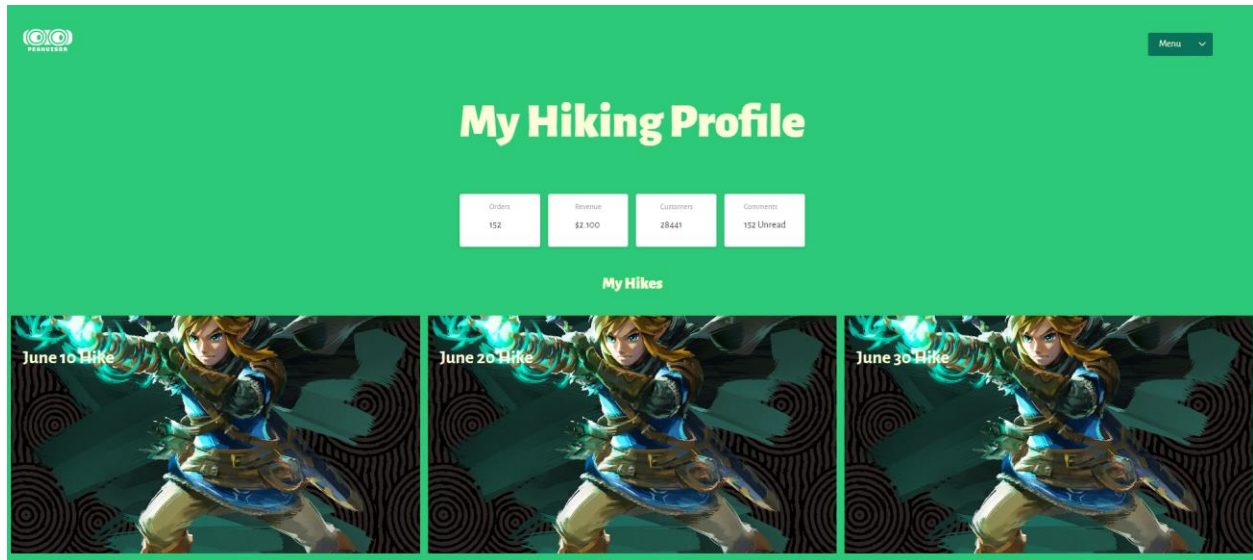 PEAKVISOR
Menu
My Hiking Profile
Orders
152
Revenue
$2.100
Customers
28441
Comments
152 Unread
My Hikes
June 10 Hike
June 20 Hike
June 30 Hike